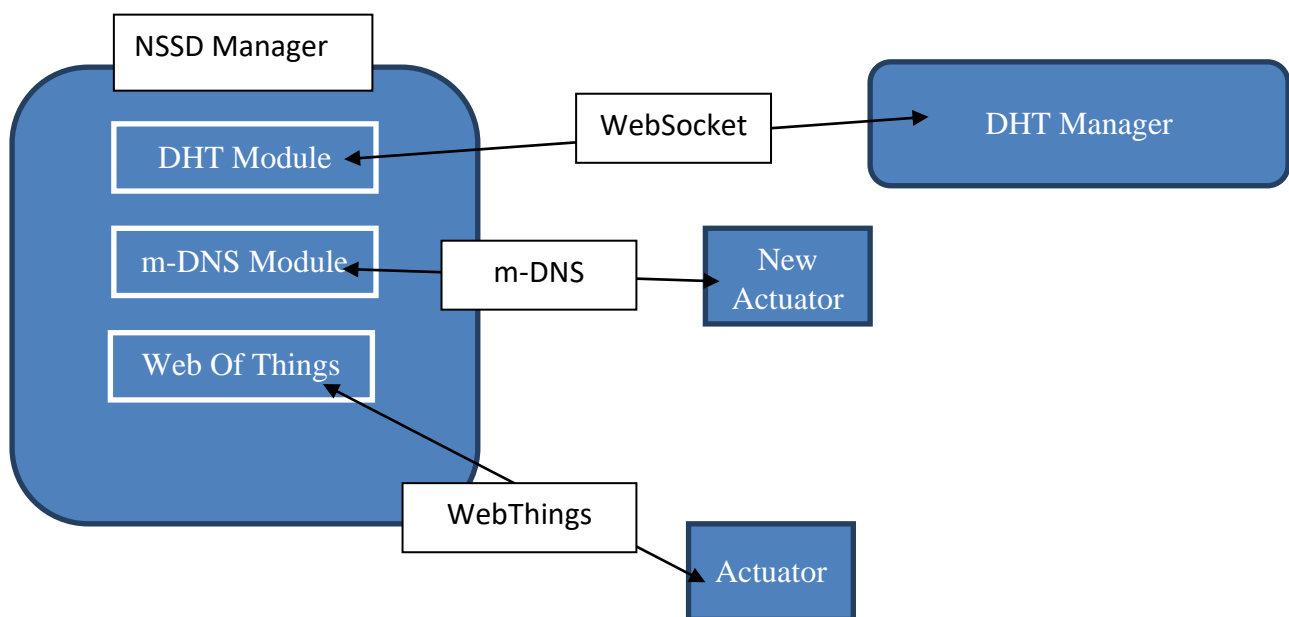 NSSD Manager
WebSocket
DHT Manager
DHT Module
m-DNS Module
m-DNS
New
Actuator
Web Of Things
WebThings
Actuator